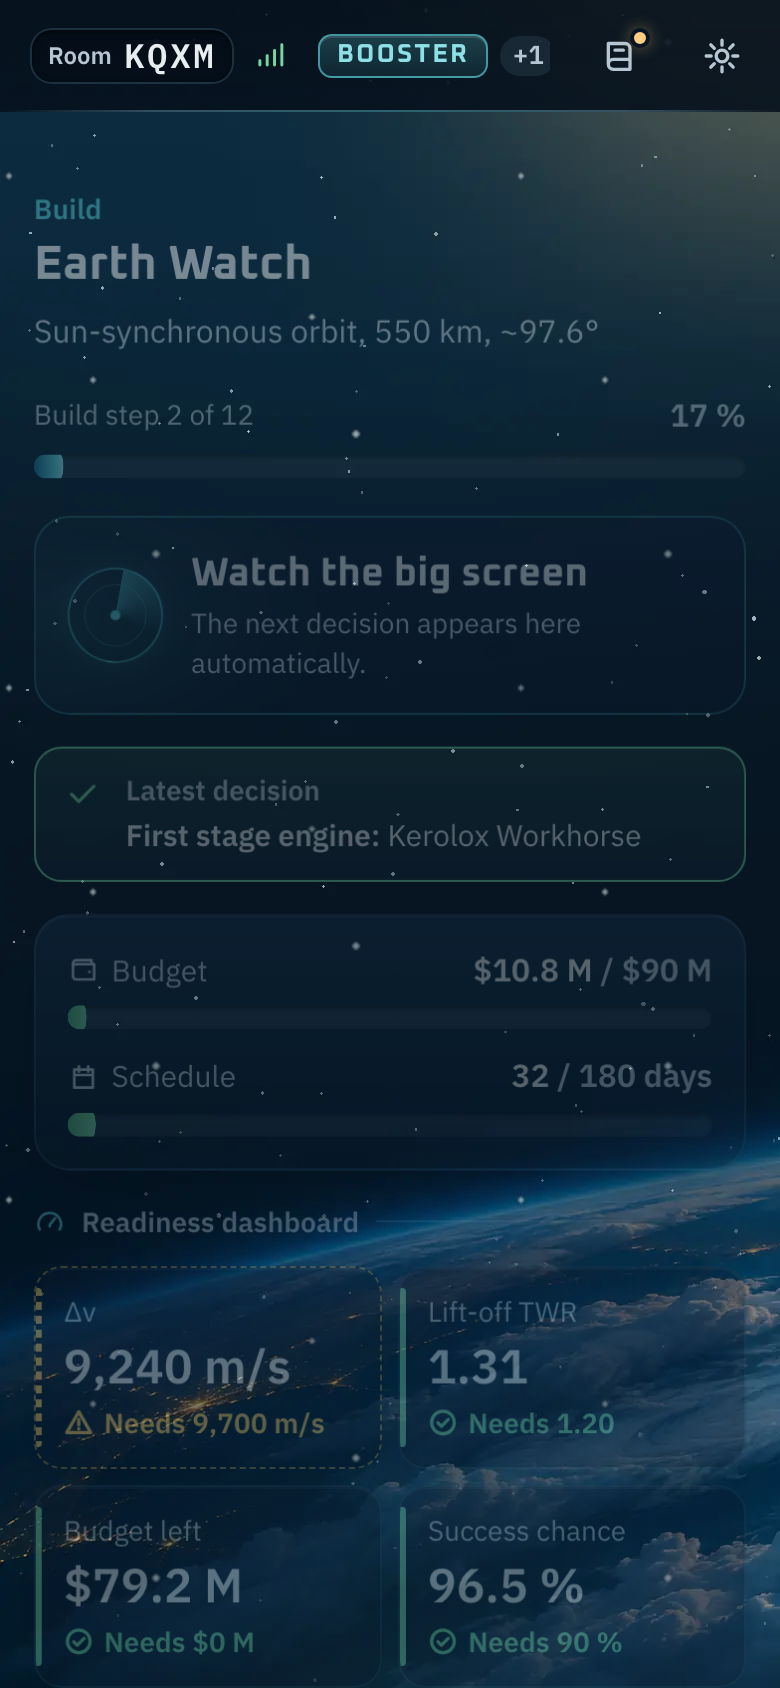 Room KQXM BOOSTER +1
Build
Earth Watch
Sun-synchronous orbit, 550 km, ~97.6°
Build step 2 of 12 17 %
Watch the big screen
The next decision appears here
automatically.
Latest decision
First stage engine: Kerolox Workhorse
Budget $10.8 M / $90 M
Schedule 32 / 180 days
Readiness dashboard
Δv
9,240 m/s
Needs 9,700 m/s
Lift-off TWR
1.31
Needs 1.20
Budget left
$79.2 M
Needs $0 M
Success chance
96.5 %
Needs 90 %